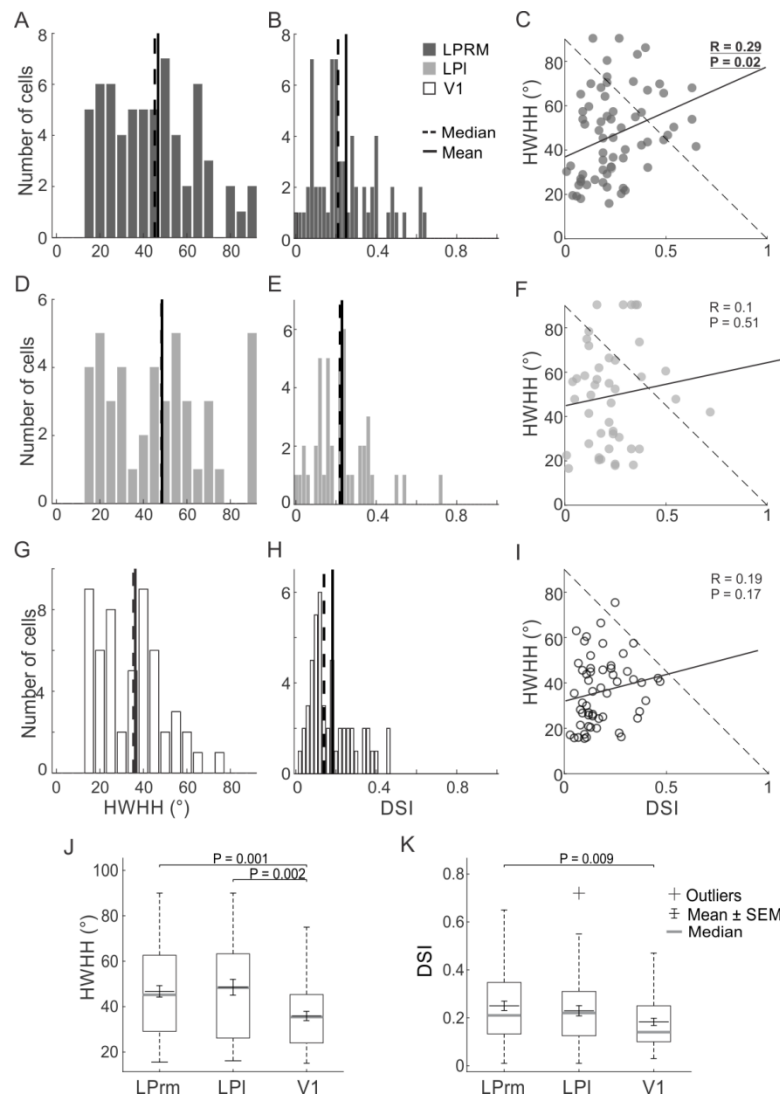 A
B
C
8
6
4
2
0
Number of cells
0 20 40 60 80
8
6
4
2
0
0 0.4 0.8
LPRM
LPl
V1
Median
Mean
R = 0.29
P = 0.02
HWHH (°)
80
60
40
20
0
0 0.5 1
D
E
F
6
4
2
0
Number of cells
20 40 60 80
6
4
2
0
0 0.4 0.8
R = 0.1
P = 0.51
HWHH (°)
80
60
40
20
0
0 0.5 1
G
H
I
8
4
0
Number of cells
0 20 40 60 80
HWHH (°)
6
4
2
0
0 0.4 0.8
DSI
R = 0.19
P = 0.17
HWHH (°)
80
60
40
20
0
0 0.5 1
DSI
J
P = 0.001
P = 0.002
HWHH (°)
100
80
60
40
20
LPrm LPl V1
K
P = 0.009
DSI
0.8
0.6
0.4
0.2
0
LPrm LPl V1
Outliers
Mean ± SEM
Median